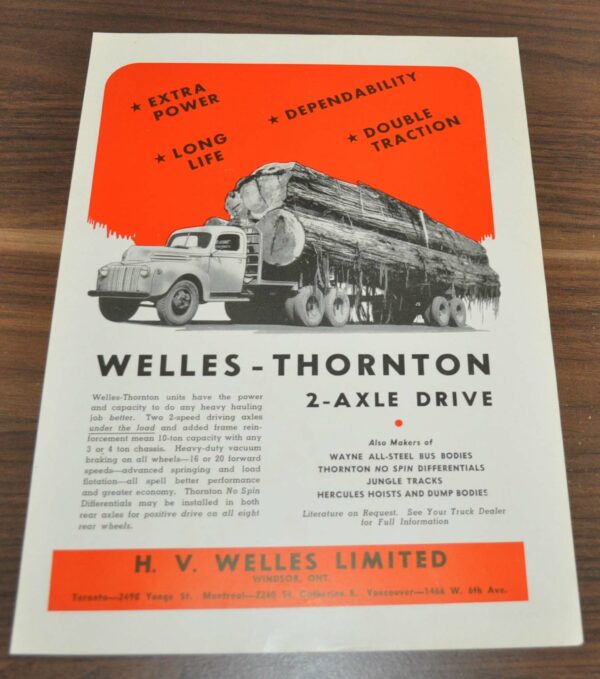 ★ EXTRA
POWER
★ DEPENDABILITY
★ LONG
LIFE
★ DOUBLE
TRACTION
WELLES-THORNTON
2-AXLE DRIVE
Welles-Thornton units have the power
and capacity to do any heavy hauling
job better. Two 2-speed driving axles
under the load and added frame rein-
forcement mean 10-ton capacity with any
3 or 4 ton chassis. Heavy-duty vacuum
braking on all wheels—16 or 20 forward
speeds—advanced springing and load
flotation—all spell better performance
and greater economy. Thornton No Spin
Differentials may be installed in both
rear axles for positive drive on all eight
rear wheels.
Also Makers of
WAYNE ALL-STEEL BUS BODIES
THORNTON NO SPIN DIFFERENTIALS
JUNGLE TRACKS
HERCULES HOISTS AND DUMP BODIES
Literature on Request. See Your Truck Dealer
for Full Information
H. V. WELLES LIMITED
WINDSOR, ONT.
Toronto—2498 Yonge St. Montreal—2260 St. Catherine E. Vancouver—1466 W. 6th Ave.